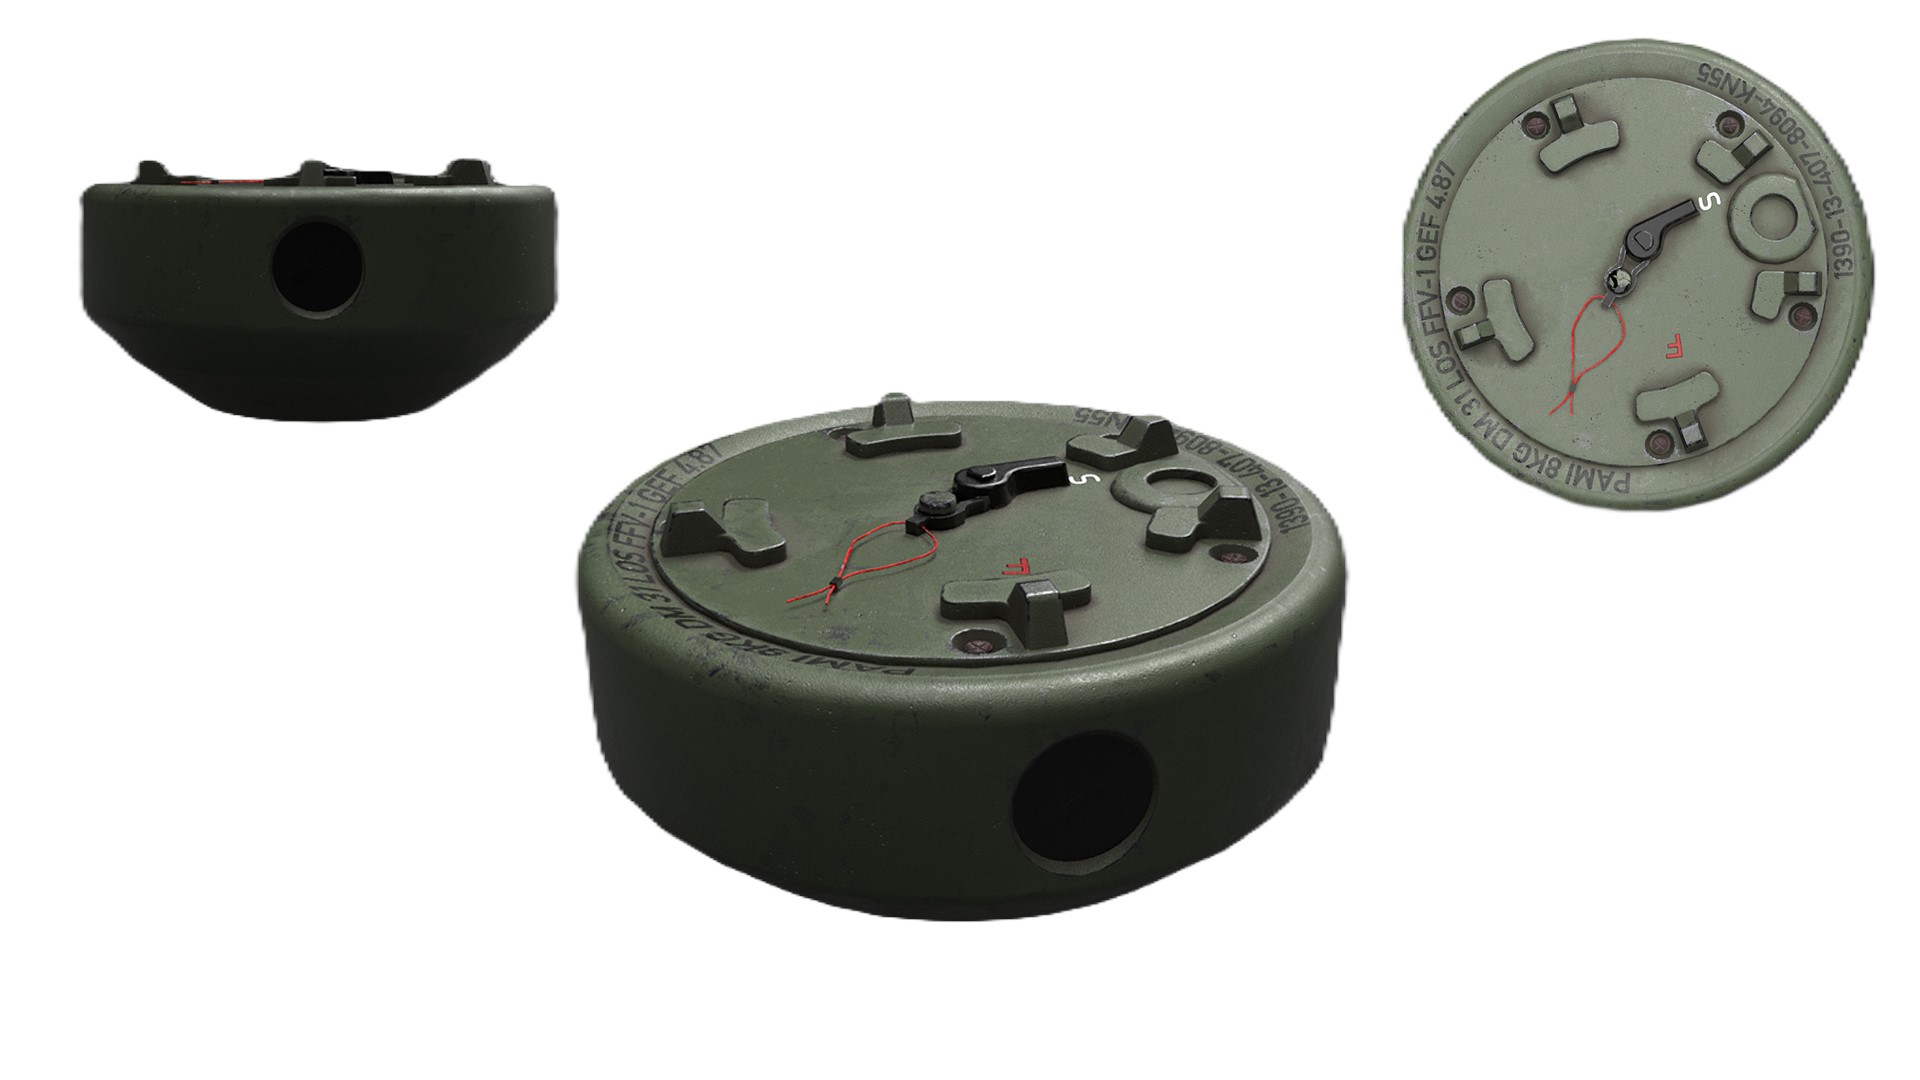 PAMI 8KG DM 31 LOS FFV-1 GEF 4.87
1390-13-407-8094-KN55
S
F
PAMI 8KG DM 31 LOS FFV-1 GEF 4.87
1390-13-407-809 KN55
S
F